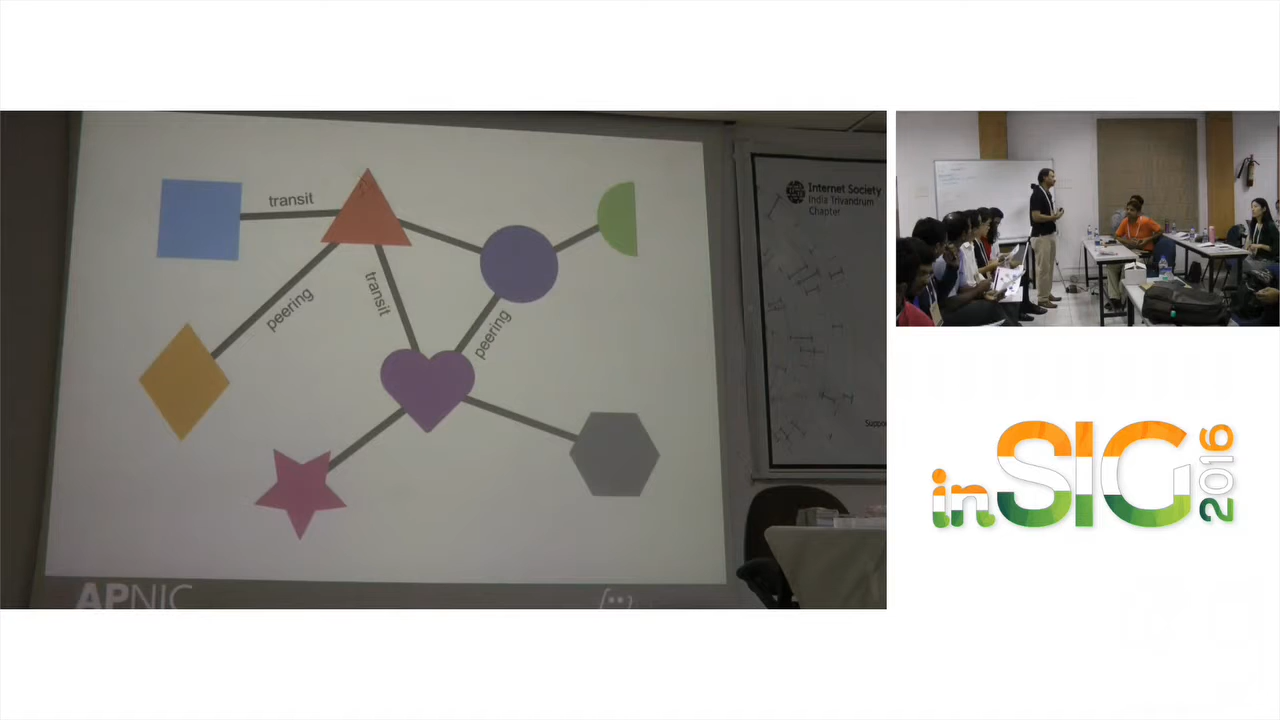 transit
peering
transit
peering
APNIC
Internet Society
India Trivandrum
Chapter
inSIG
2016